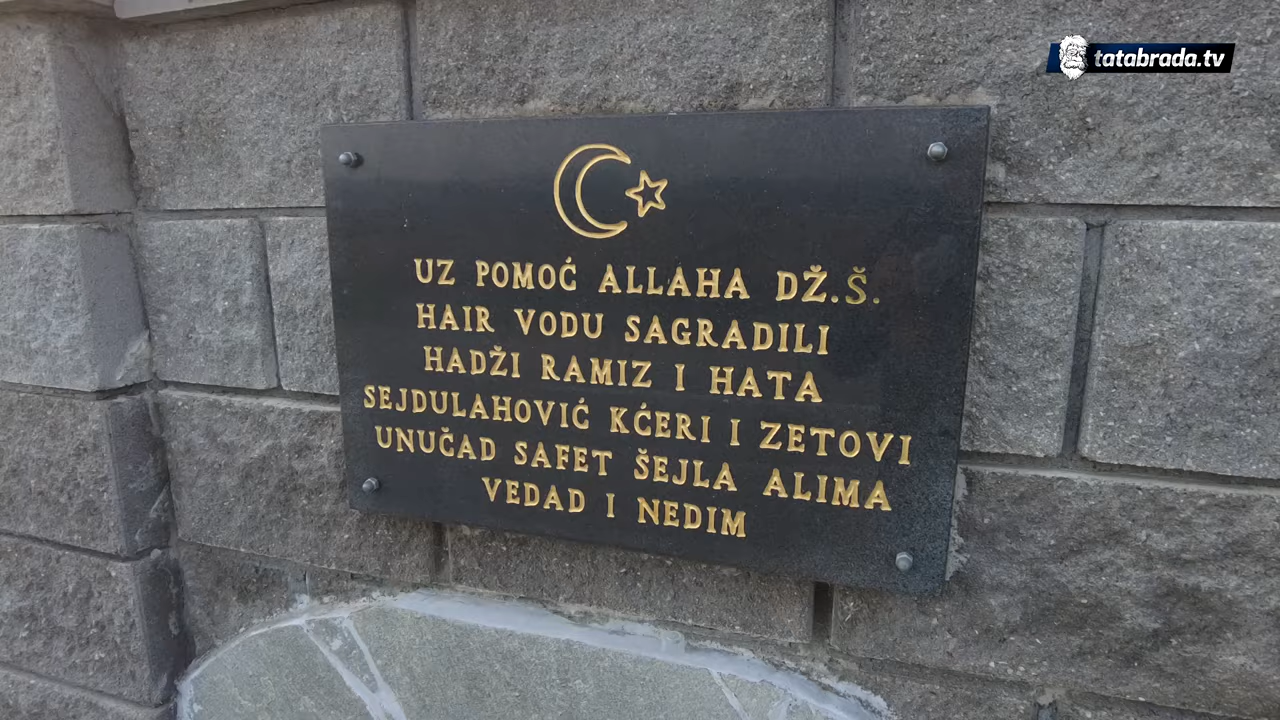 tatabrada.tv
UZ POMOĆ ALLAHA DŽ.Š.
HAIR VODU SAGRADILI
HADŽI RAMIZ I HATA
SEJDULAHOVIĆ KĆERI I ZETOVI
UNUČAD SAFET ŠEJLA ALIMA
VEDAD I NEDIM